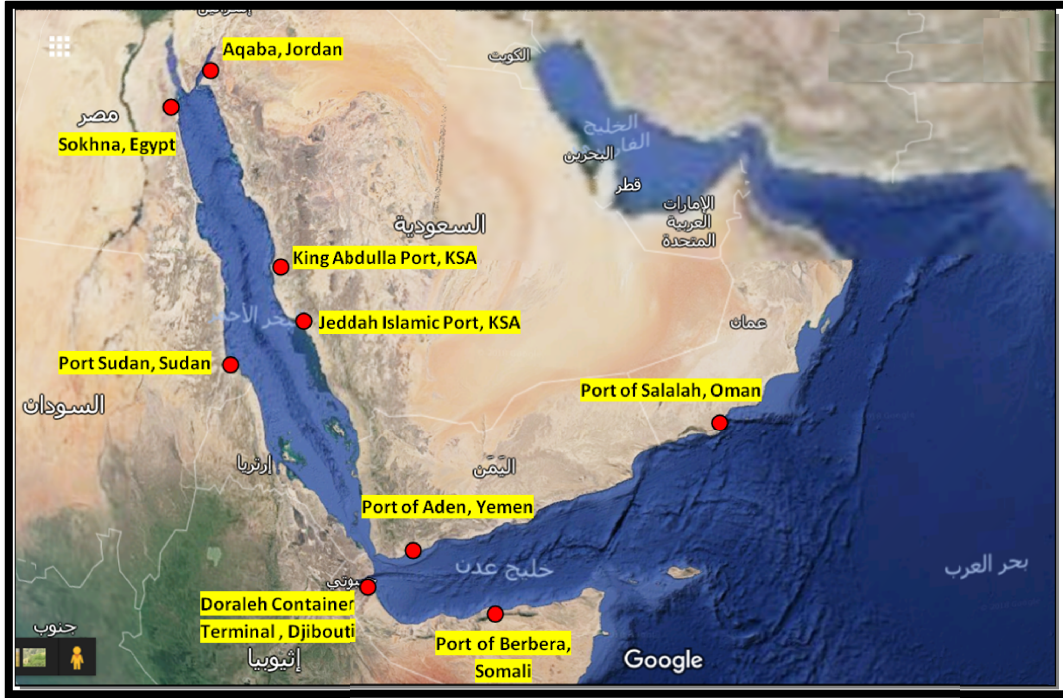 إسرائيل
Aqaba, Jordan
الكويت
مصر
Sokhna, Egypt
الخليج
البحرين
قطر
الإمارات
العربية
المتحدة
السعودية
King Abdulla Port, KSA
Jeddah Islamic Port, KSA
عمان
Port Sudan, Sudan
السودان
Port of Salalah, Oman
إرتريا
اليَمَن
Port of Aden, Yemen
خليج عدن
بحر العرب
Doraleh Container
Terminal , Djibouti
جنوب
إثيوبيا
Port of Berbera,
Somali
Google